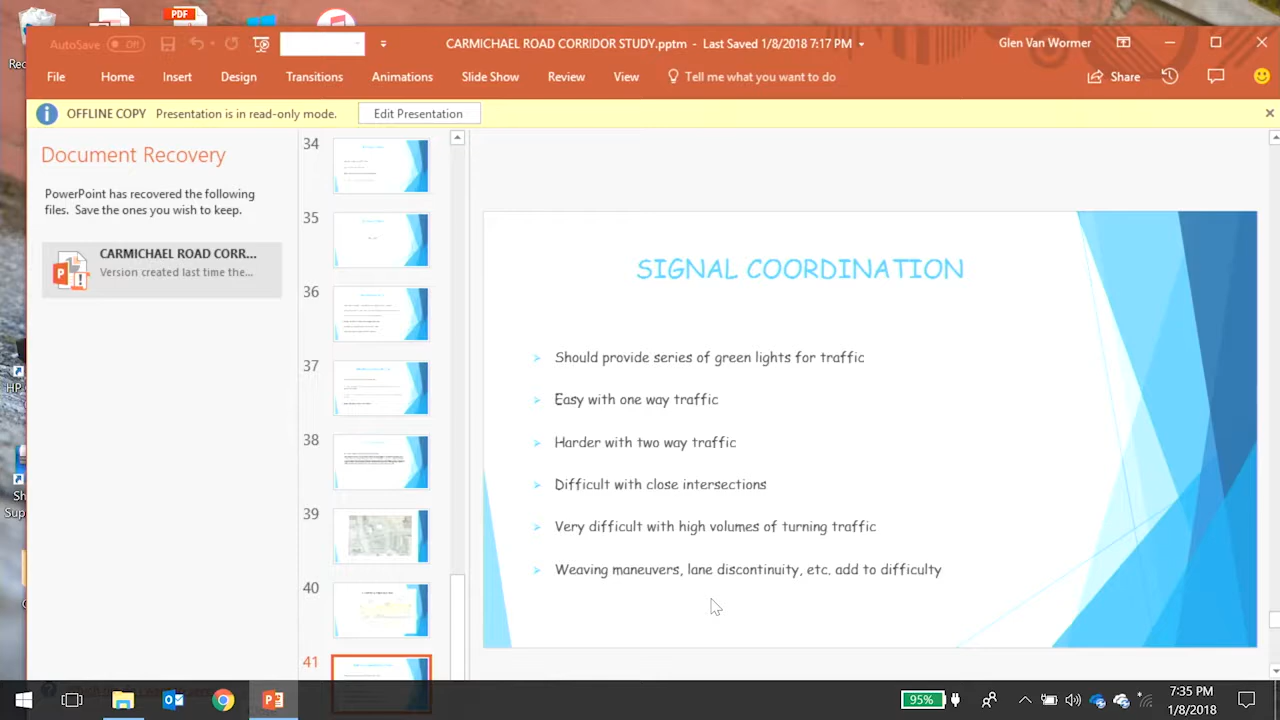 PDF
Rec
AutoSave Off
CARMICHAEL ROAD CORRIDOR STUDY.pptm - Last Saved 1/8/2018 7:17 PM
Glen Van Wormer
File Home Insert Design Slide Show Transitions Animations Review View Tell me what you want to do Share
OFFLINE COPY Presentation is in read-only mode. Edit Presentation
Document Recovery
PowerPoint has recovered the following
files. Save the ones you wish to keep.
CARMICHAEL ROAD CORR...
Version created last time the...
34
35
36
37
38
39
40
41
SIGNAL COORDINATION
Should provide series of green lights for traffic
Easy with one way traffic
Harder with two way traffic
Difficult with close intersections
Very difficult with high volumes of turning traffic
Weaving maneuvers, lane discontinuity, etc. add to difficulty
HP
Sup
95%
7:35 PM
1/8/2018